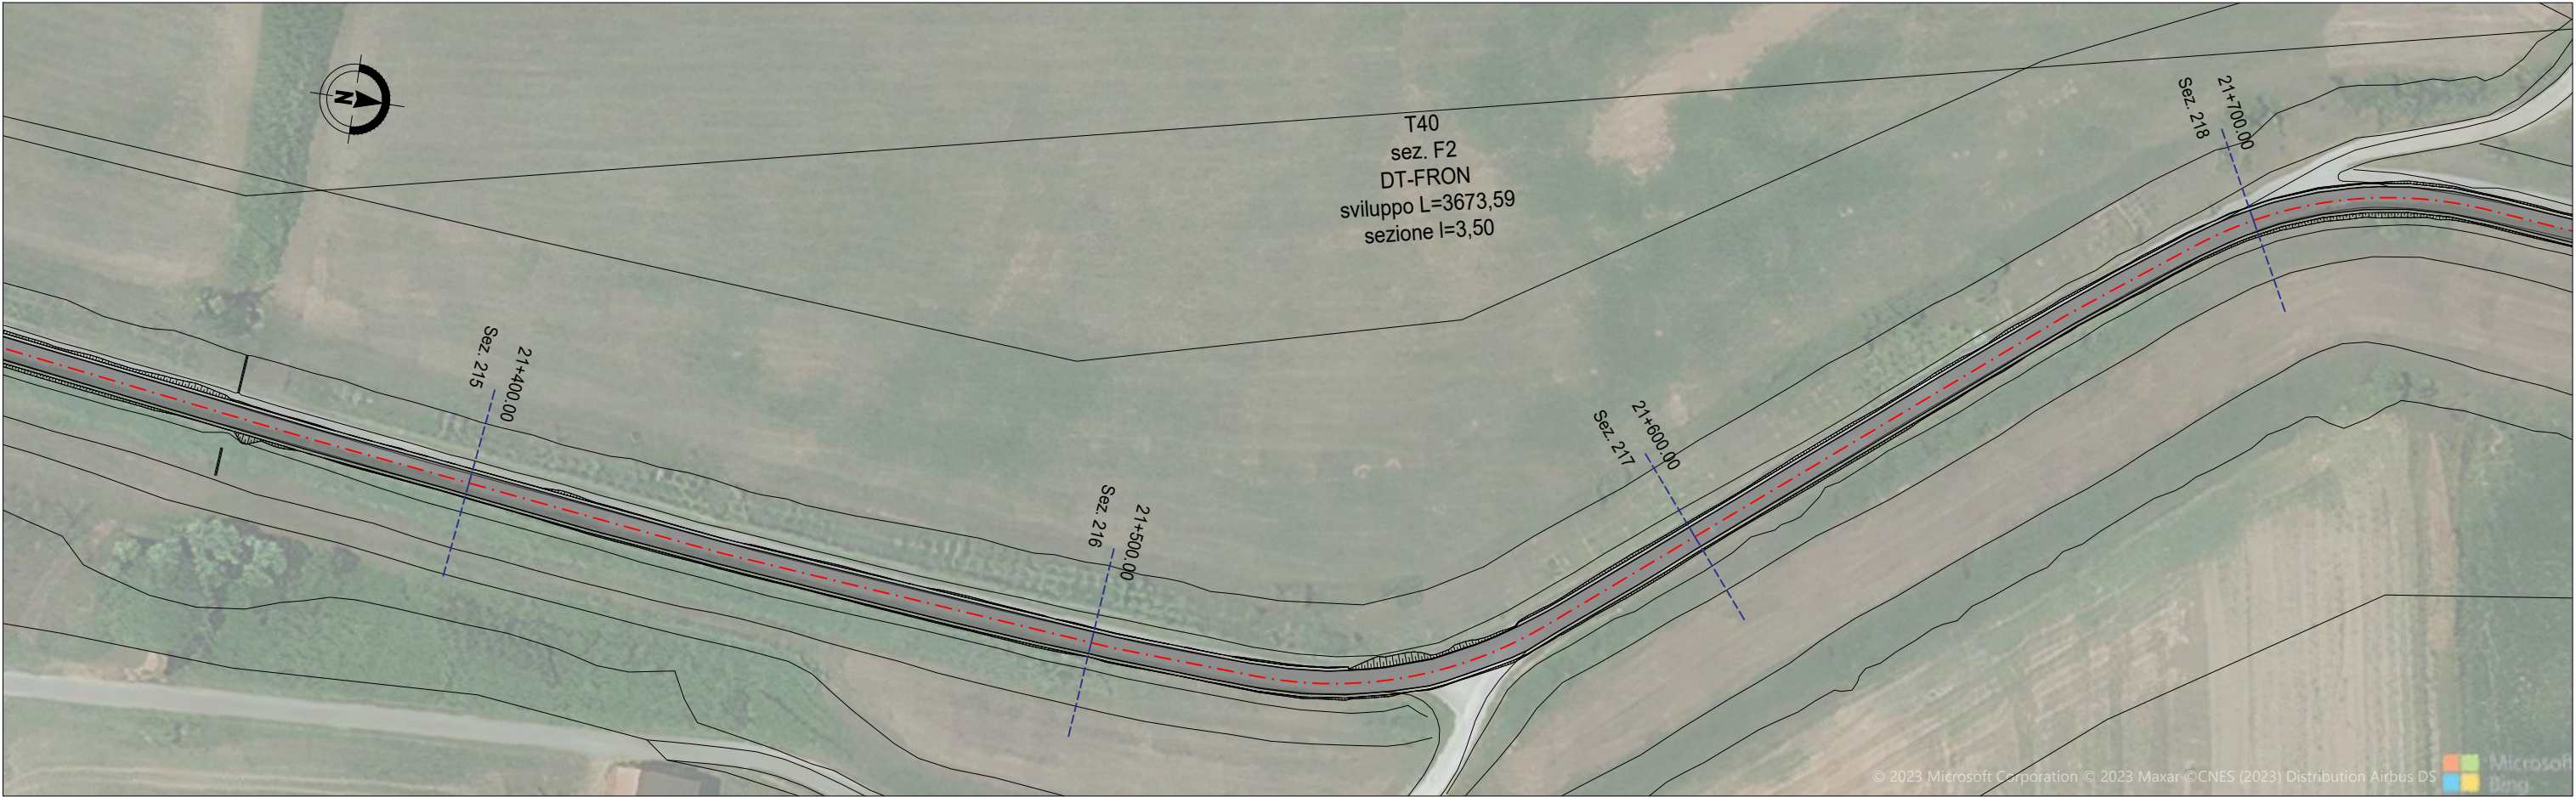 N
T40
sez. F2
DT-FRON
sviluppo L=3673,59
sezione l=3,50
Sez. 215
21+400.00
Sez. 216
21+500.00
Sez. 217
21+600.00
Sez. 218
21+700.00
© 2023 Microsoft Corporation © 2023 Maxar ©CNES (2023) Distribution Airbus DS
Microsoft
Bing